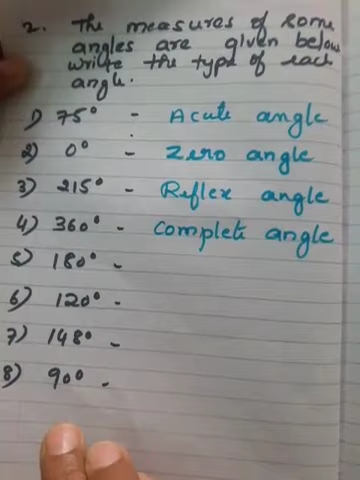 2. The measures of some
angles are given below
write the type of each
angle.
1) 75° - Acute angle
2) 0° - Zero angle
3) 215° - Reflex angle
4) 360° - complete angle
5) 180° -
6) 120° -
7) 148° -
8) 90° -